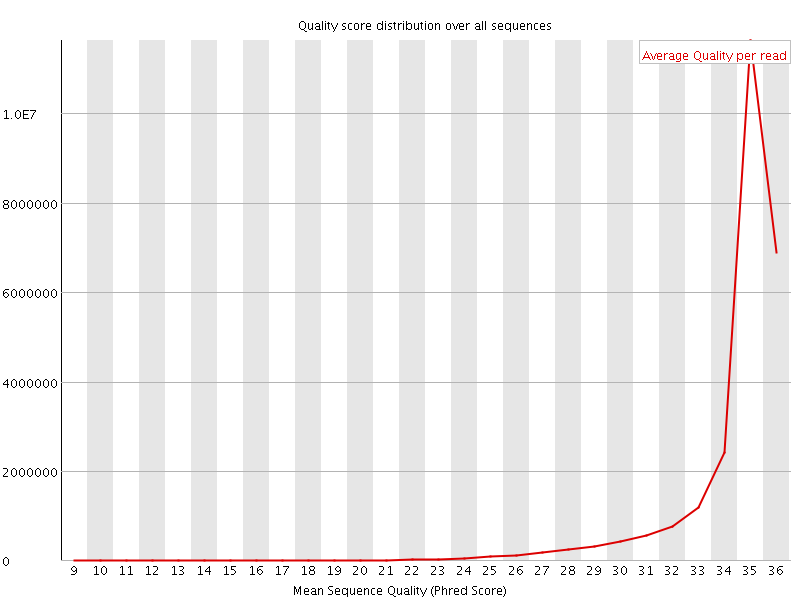 Quality score distribution over all sequences
Average Quality per read
1.0E7
8000000
6000000
4000000
2000000
0
9 10 11 12 13 14 15 16 17 18 19 20 21 22 23 24 25 26 27 28 29 30 31 32 33 34 35 36
Mean Sequence Quality (Phred Score)